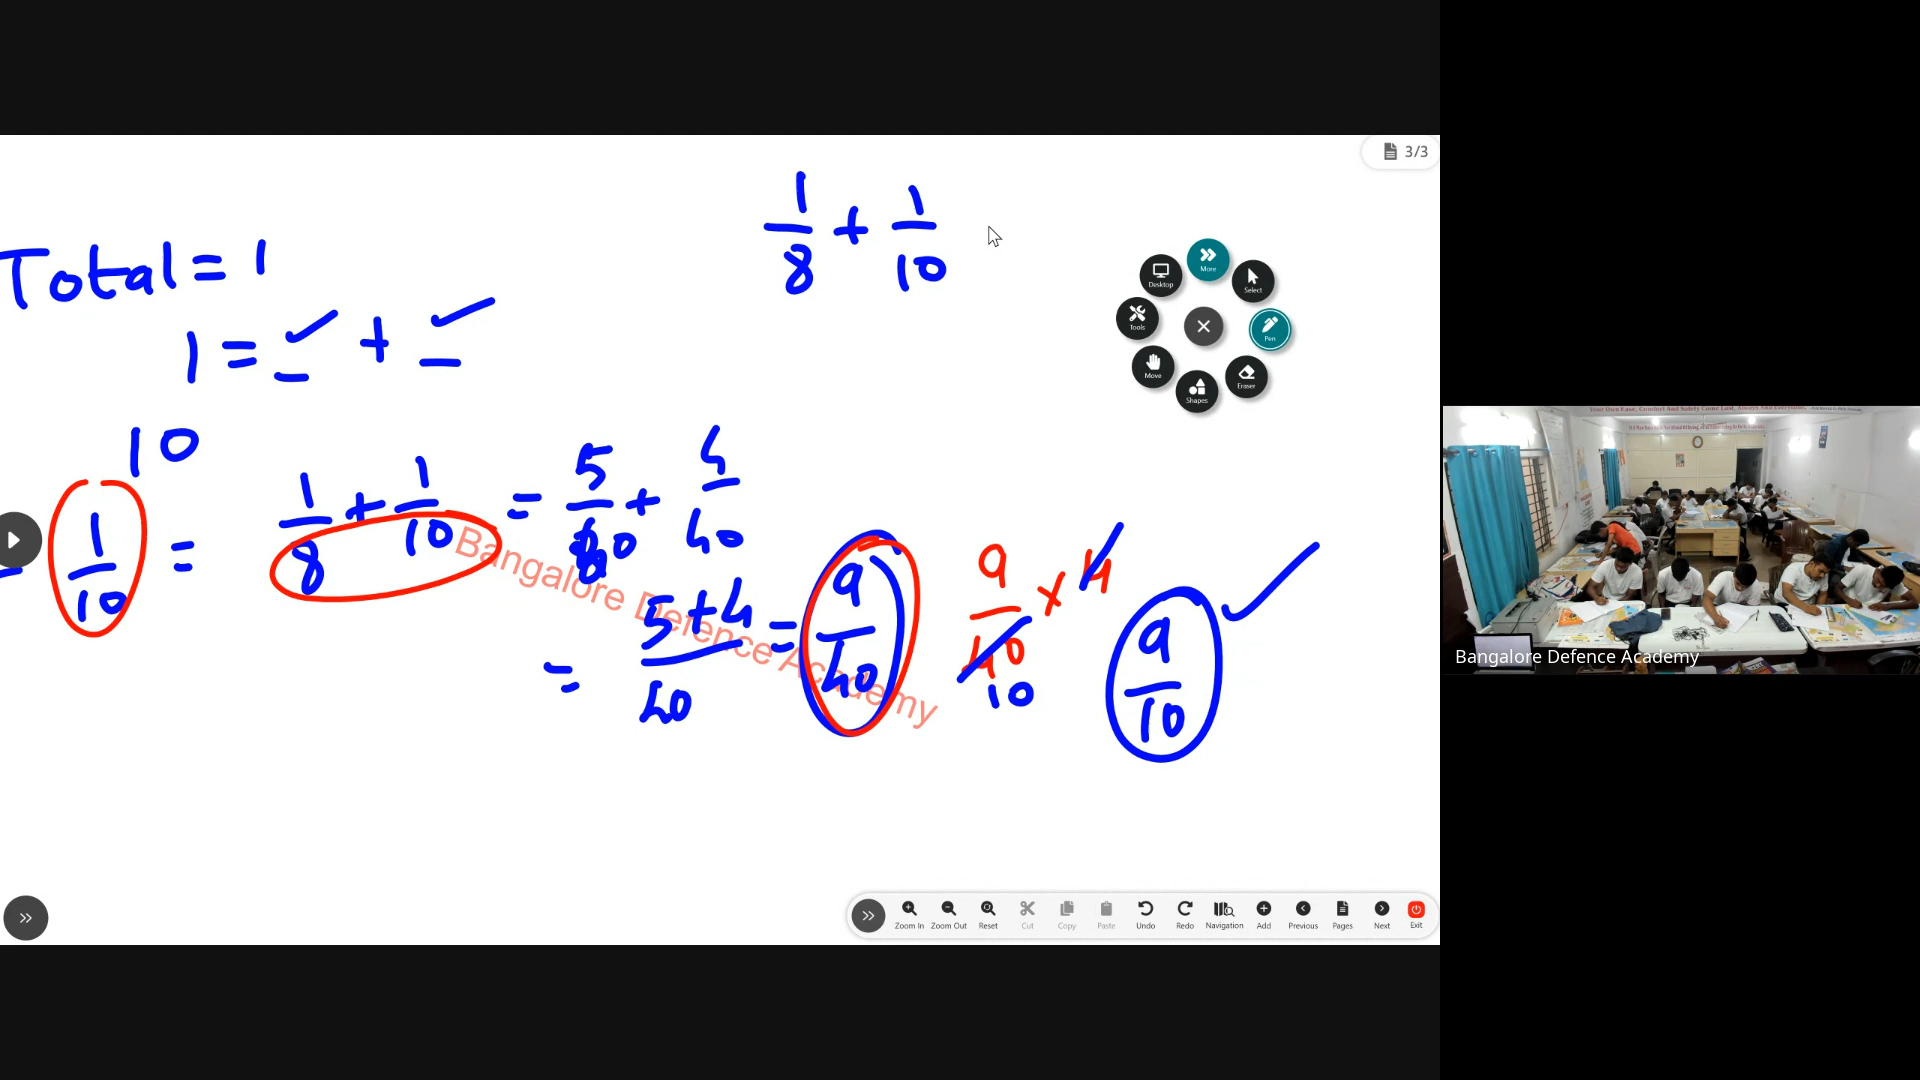 3/3
1/8 + 1/10
Total = 1
1 = ✓ + ✓
10
1/10 = 1/8 + 1/10 = 5/40 + 4/40
= 5+4/40 = 9/40
9/40 × 4
10
9/10 ✓
Bangalore Defence Academy
More
Desktop
Select
Tools
Pen
Move
Eraser
Shapes
Zoom In Zoom Out Reset Cut Copy Paste Undo Redo Navigation Add Previous Pages Next Exit
Bangalore Defence Academy